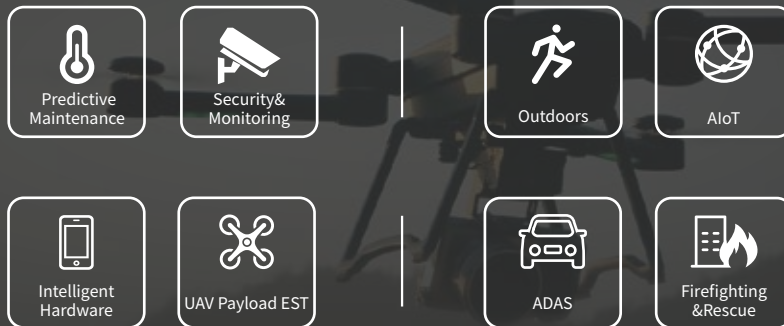 Predictive
Maintenance
Security&
Monitoring
Outdoors
AIoT
Intelligent
Hardware
UAV Payload EST
ADAS
Firefighting
&Rescue